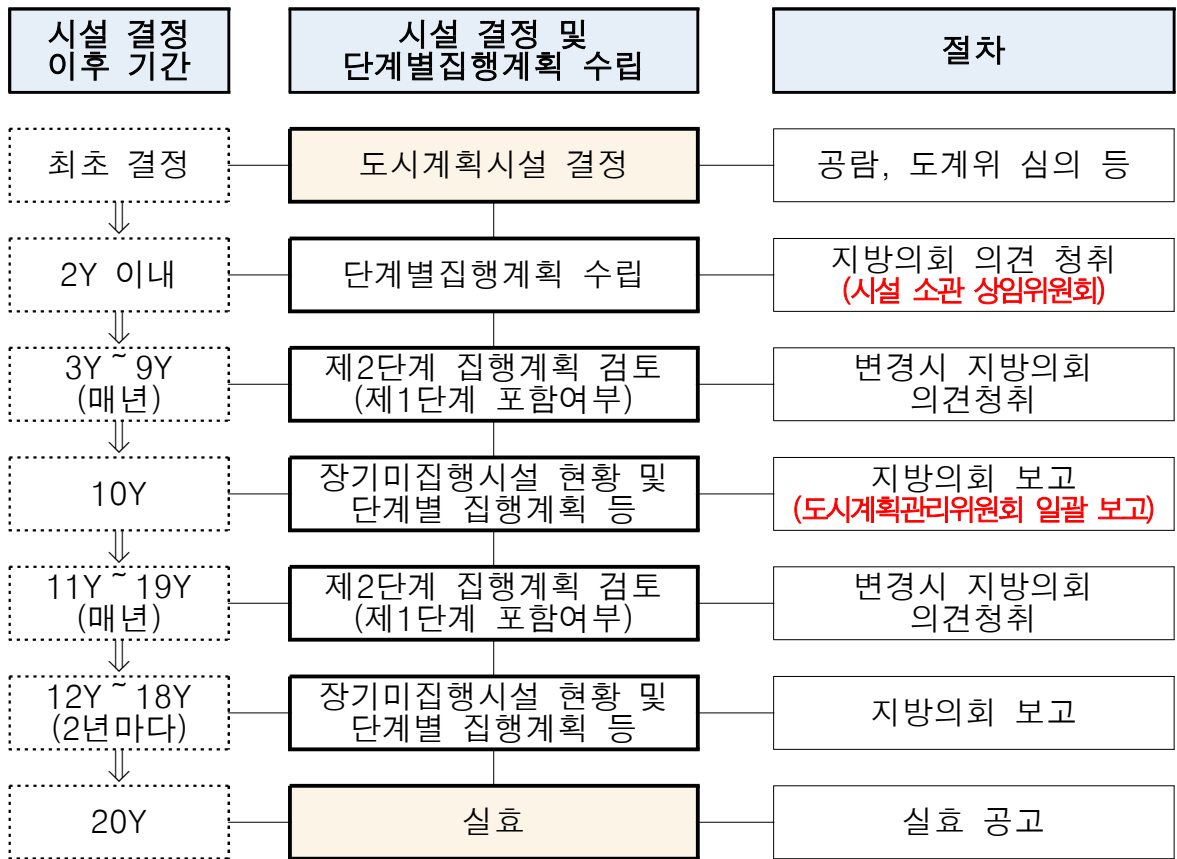 시설 결정
이후 기간
시설 결정 및
단계별집행계획 수립
절차
최초 결정
도시계획시설 결정
공람, 도계위 심의 등
2Y 이내
단계별집행계획 수립
지방의회 의견 청취
(시설 소관 상임위원회)
3Y ~ 9Y
(매년)
제2단계 집행계획 검토
(제1단계 포함여부)
변경시 지방의회
의견청취
10Y
장기미집행시설 현황 및
단계별 집행계획 등
지방의회 보고
(도시계획관리위원회 일괄 보고)
11Y ~ 19Y
(매년)
제2단계 집행계획 검토
(제1단계 포함여부)
변경시 지방의회
의견청취
12Y ~ 18Y
(2년마다)
장기미집행시설 현황 및
단계별 집행계획 등
지방의회 보고
20Y
실효
실효 공고